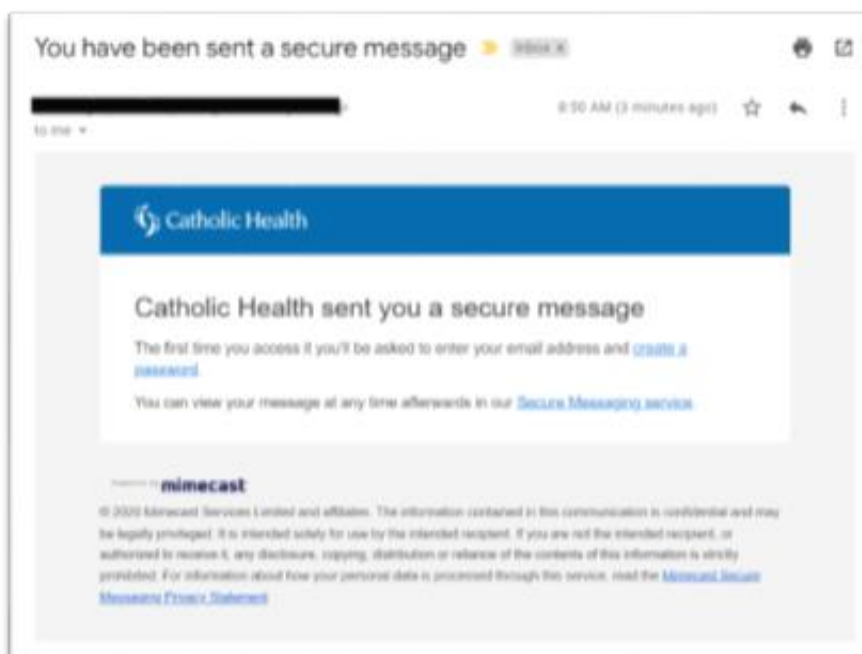 You have been sent a secure message
Inbox x
8:50 AM (3 minutes ago)
to me
Catholic Health
Catholic Health sent you a secure message
The first time you access it you'll be asked to enter your email address and create a
password.
You can view your message at any time afterwards in our Secure Messaging service.
mimecast
© 2020 Mimecast Services Limited and affiliates. The information contained in this communication is confidential and may
be legally privileged. It is intended solely for use by the intended recipient. If you are not the intended recipient, or
authorized to receive it, any disclosure, copying, distribution or reliance of the contents of this information is strictly
prohibited. For information about how your personal data is processed through this service, read the Mimecast Secure
Messaging Privacy Statement